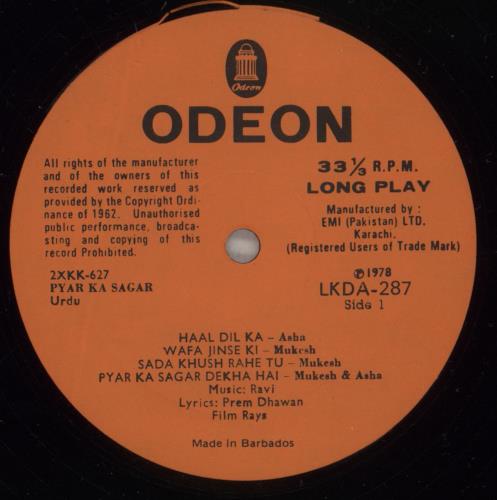 Odeon
ODEON
All rights of the manufacturer
and of the owners of this
recorded work reserved as
provided by the Copyright Ordi-
nance of 1962. Unauthorised
public performance, broadca-
sting and copying of this
record Prohibited.
33 1/3 R.P.M.
LONG PLAY
Manufactured by :
EMI (Pakistan) LTD.
Karachi.
(Registered Users of Trade Mark)
2XKK-627
PYAR KA SAGAR
Urdu
℗1978
LKDA-287
Side 1
HAAL DIL KA – Asha
WAFA JINSE KI – Mukesh
SADA KHUSH RAHE TU – Mukesh
PYAR KA SAGAR DEKHA HAI – Mukesh & Asha
Music: Ravi
Lyrics: Prem Dhawan
Film Rays
Made in Barbados